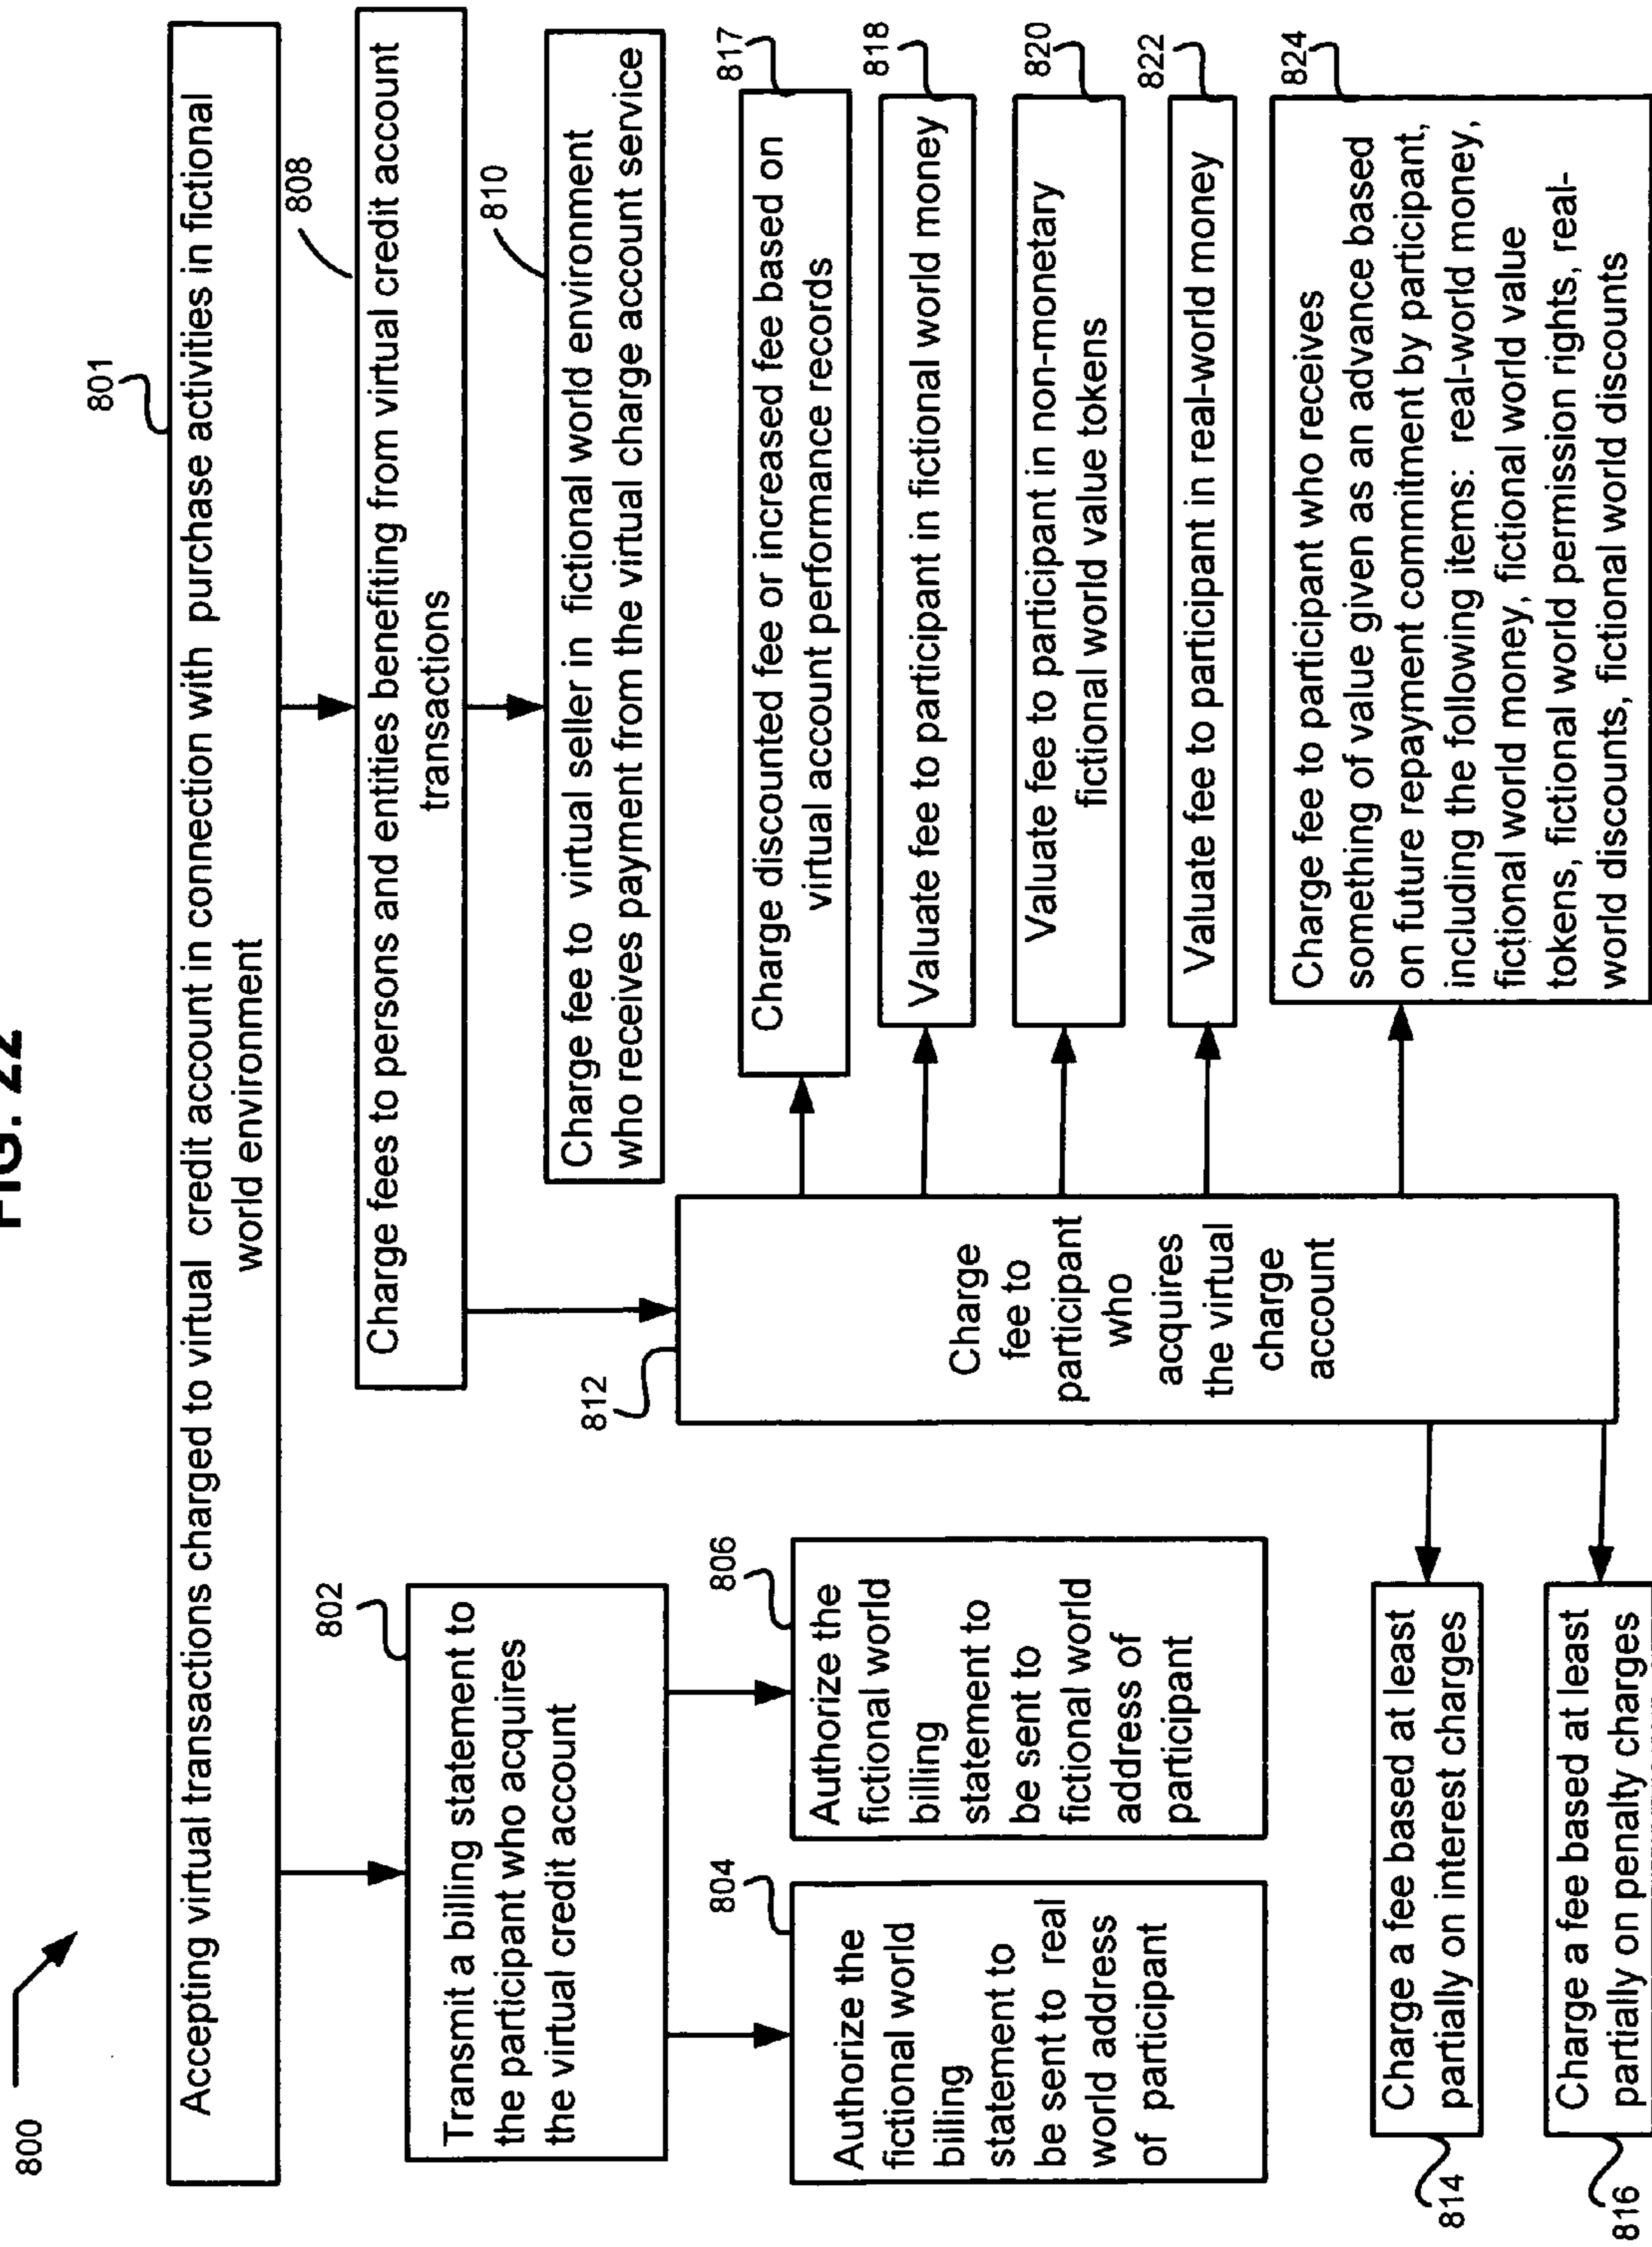 FIG. 22
800
801
Accepting virtual transactions charged to virtual credit account in connection with purchase activities in fictional
world environment
802
Transmit a billing statement to
the participant who acquires
the virtual credit account
804
Authorize the
fictional world
billing
statement to
be sent to real
world address
of participant
806
Authorize the
fictional world
billing
statement to
be sent to
fictional world
address of
participant
808
Charge fees to persons and entities benefiting from virtual credit account
transactions
810
Charge fee to virtual seller in fictional world environment
who receives payment from the virtual charge account service
812
Charge
fee to
participant
who
acquires
the virtual
charge
account
814
Charge a fee based at least
partially on interest charges
816
Charge a fee based at least
partially on penalty charges
817
Charge discounted fee or increased fee based on
virtual account performance records
818
Valuate fee to participant in fictional world money
820
Valuate fee to participant in non-monetary
fictional world value tokens
822
Valuate fee to participant in real-world money
824
Charge fee to participant who receives
something of value given as an advance based
on future repayment commitment by participant,
including the following items: real-world money,
fictional world money, fictional world value
tokens, fictional world permission rights, real-
world discounts, fictional world discounts